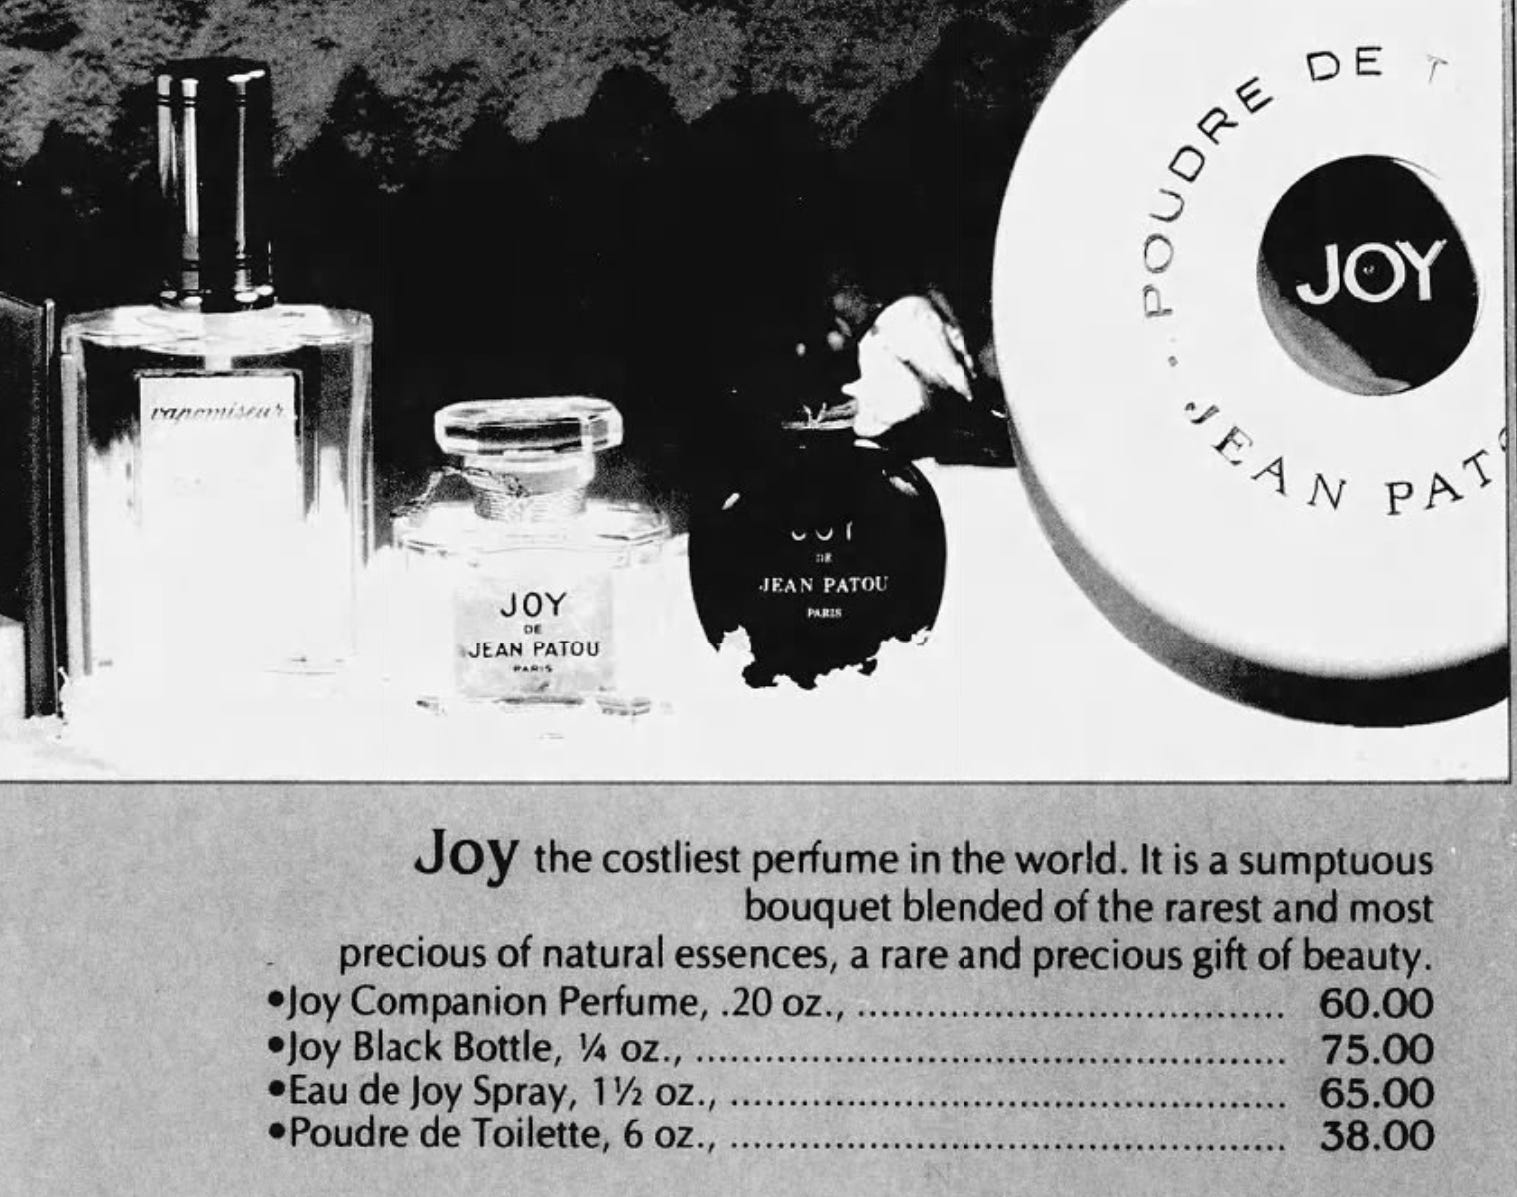 POUDRE DE T
JOY
JEAN PATO
vaporiseur
JOY
DE
JEAN PATOU
PARIS
DE
JEAN PATOU
PARIS
Joy the costliest perfume in the world. It is a sumptuous
bouquet blended of the rarest and most
precious of natural essences, a rare and precious gift of beauty.
•Joy Companion Perfume, .20 oz., ...................................... 60.00
•Joy Black Bottle, ¼ oz., ...................................................... 75.00
•Eau de Joy Spray, 1½ oz., .................................................. 65.00
•Poudre de Toilette, 6 oz., .................................................. 38.00